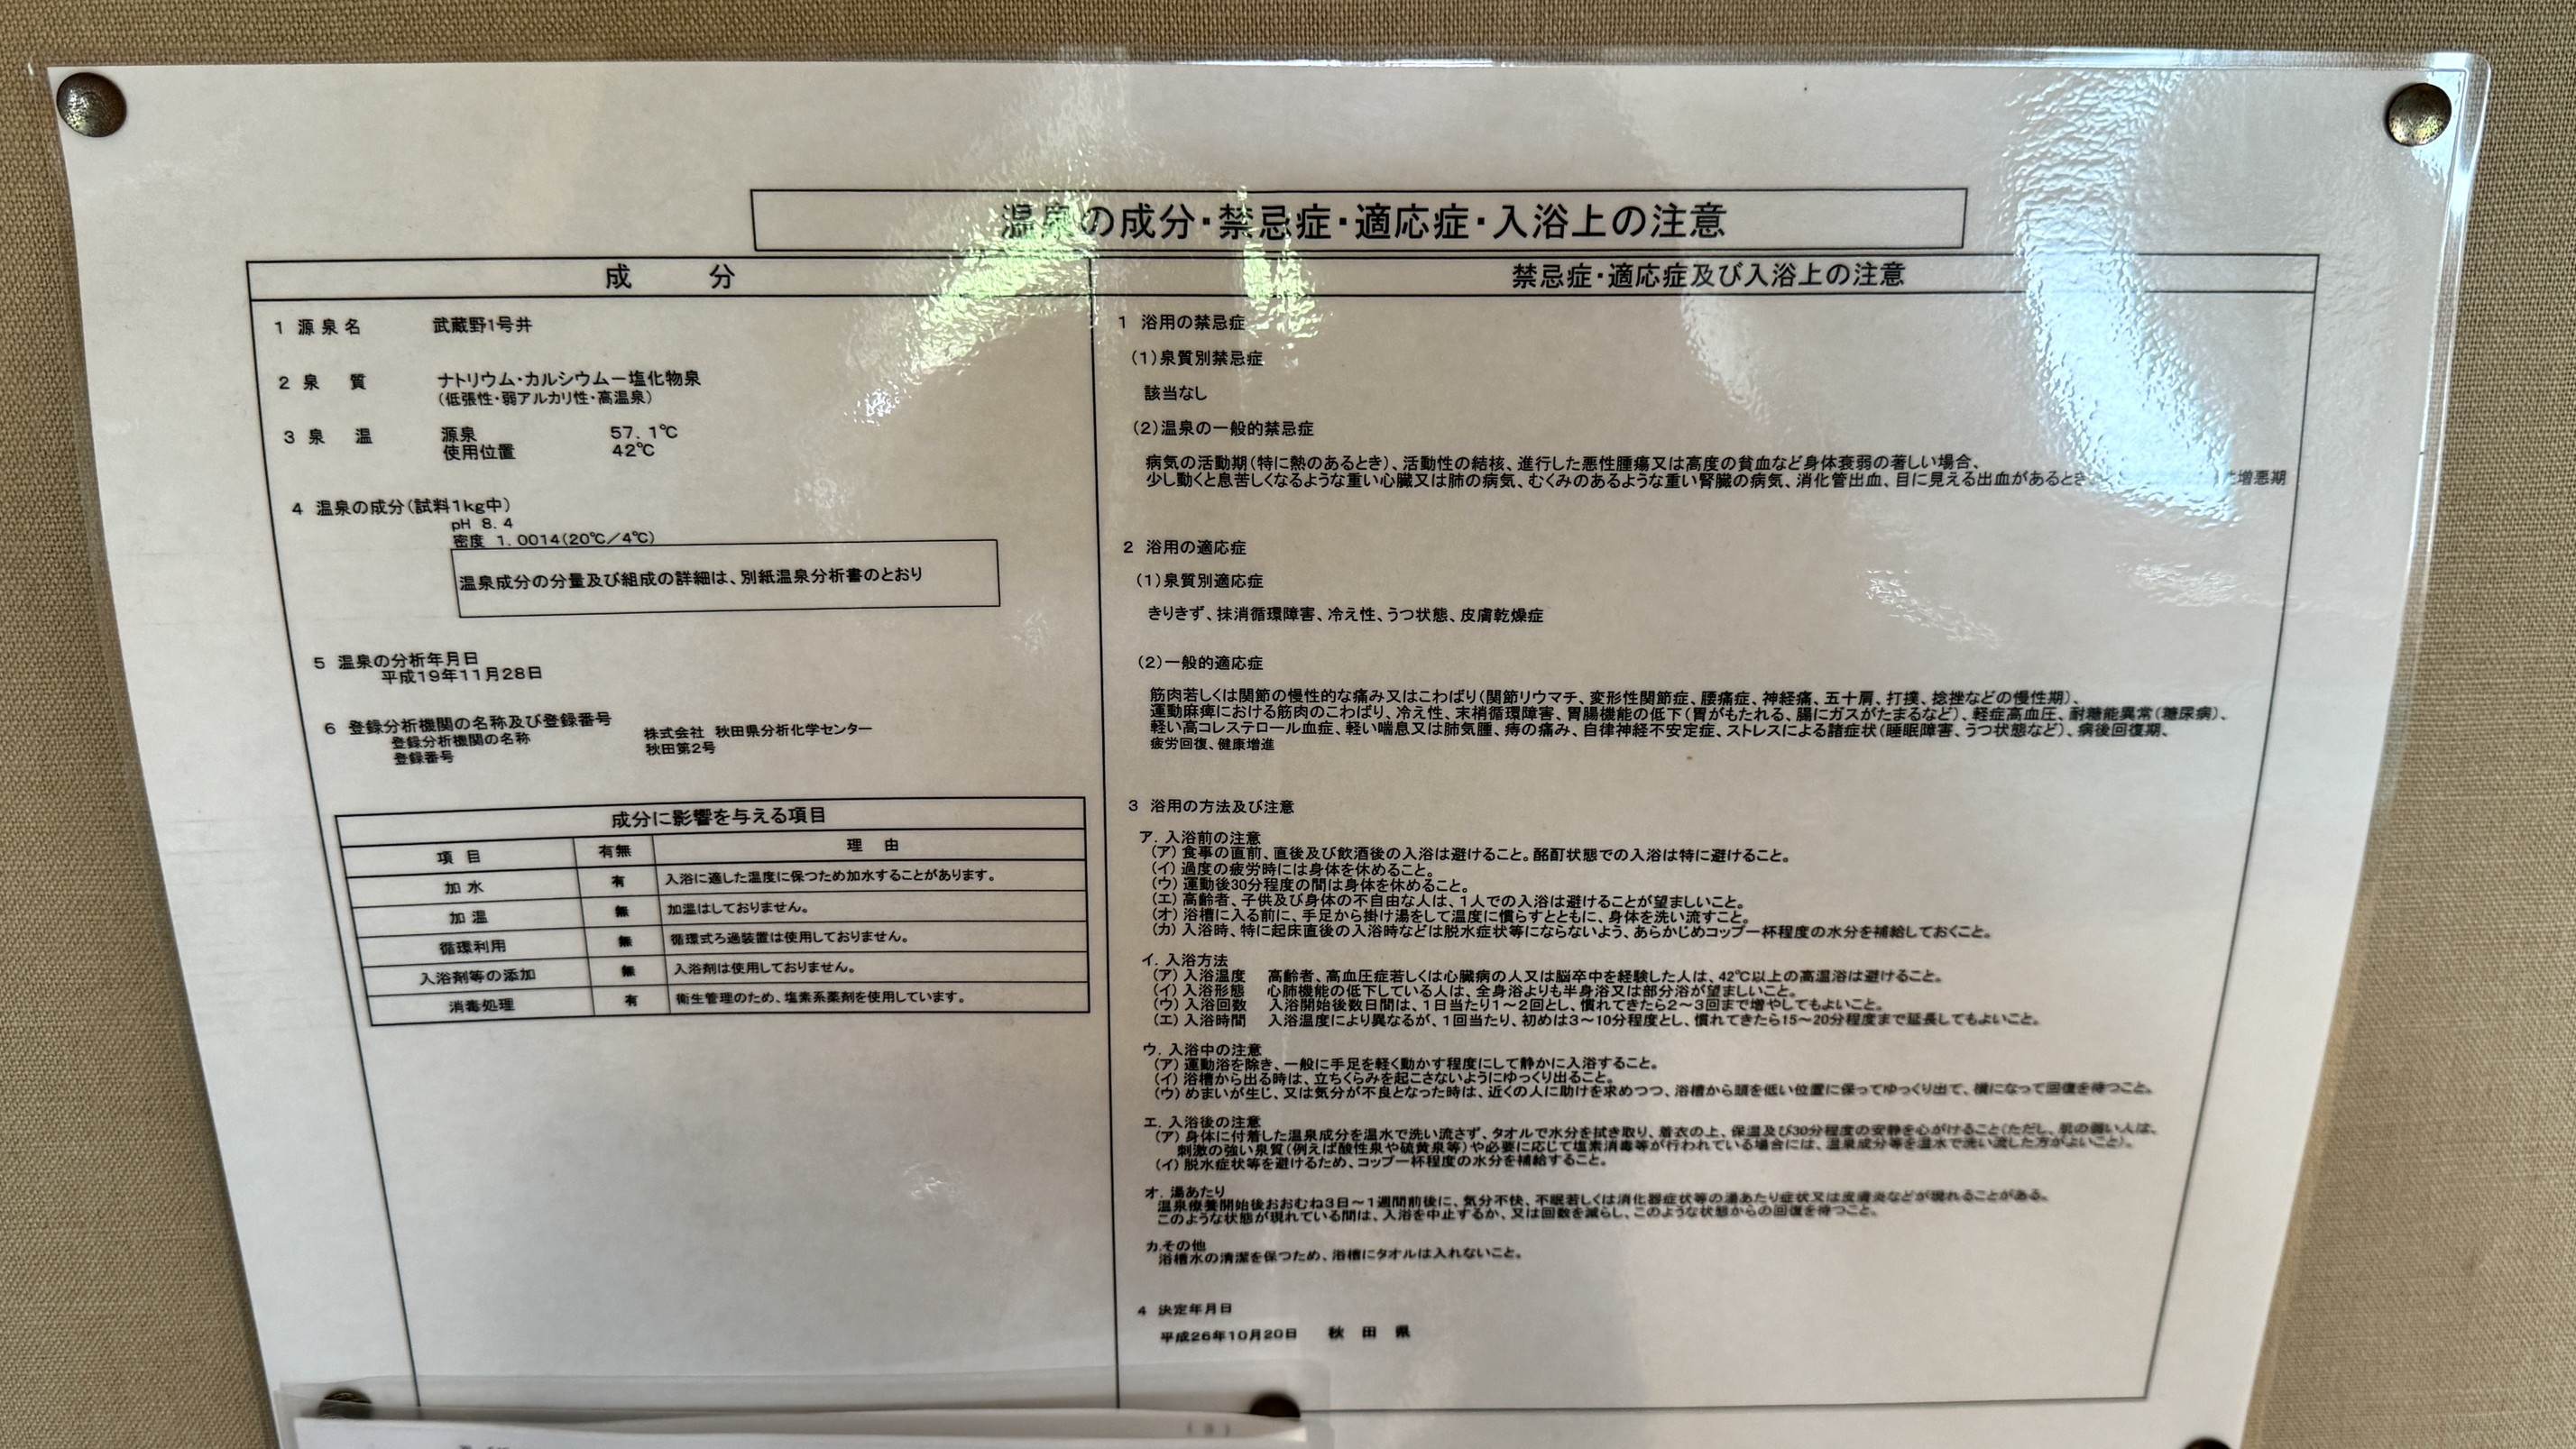 温泉の成分・禁忌症・適応症・入浴上の注意
成 分
1 源泉名 武蔵野1号井
2 泉 質 ナトリウム・カルシウムー塩化物泉
(低張性・弱アルカリ性・高温泉)
3 泉 温 源泉 57.1℃
使用位置 42℃
4 温泉の成分(試料1kg中)
pH 8.4
密度 1.0014(20℃/4℃)
温泉成分の分量及び組成の詳細は、別紙温泉分析書のとおり
5 温泉の分析年月日
平成19年11月28日
6 登録分析機関の名称及び登録番号
登録分析機関の名称 株式会社 秋田県分析化学センター
登録番号 秋田第2号
成分に影響を与える項目
項 目 有無 理 由
加 水 有 入浴に適した温度に保つため加水することがあります。
加 温 無 加温はしておりません。
循環利用 無 循環式ろ過装置は使用しておりません。
入浴剤等の添加 無 入浴剤は使用しておりません。
消毒処理 有 衛生管理のため、塩素系薬剤を使用しています。
禁忌症・適応症及び入浴上の注意
1 浴用の禁忌症
(1)泉質別禁忌症
該当なし
(2)温泉の一般的禁忌症
病気の活動期(特に熱のあるとき)、活動性の結核、進行した悪性腫瘍又は高度の貧血など身体衰弱の著しい場合、
少し動くと息苦しくなるような重い心臓又は肺の病気、むくみのあるような重い腎臓の病気、消化管出血、目に見える出血があるとき 増悪期
2 浴用の適応症
(1)泉質別適応症
きりきず、抹消循環障害、冷え性、うつ状態、皮膚乾燥症
(2)一般的適応症
筋肉若しくは関節の慢性的な痛み又はこわばり(関節リウマチ、変形性関節症、腰痛症、神経痛、五十肩、打撲、捻挫などの慢性期)、
運動麻痺における筋肉のこわばり、冷え性、末梢循環障害、胃腸機能の低下(胃がもたれる、腸にガスがたまるなど)、軽症高血圧、耐糖能異常(糖尿病)、
軽い高コレステロール血症、軽い喘息又は肺気腫、痔の痛み、自律神経不安定症、ストレスによる諸症状(睡眠障害、うつ状態など)、病後回復期、
疲労回復、健康増進
3 浴用の方法及び注意
ア. 入浴前の注意
(ア) 食事の直前、直後及び飲酒後の入浴は避けること。酩酊状態での入浴は特に避けること。
(イ) 過度の疲労時には身体を休めること。
(ウ) 運動後30分程度の間は身体を休めること。
(エ) 高齢者、子供及び身体の不自由な人は、1人での入浴は避けることが望ましいこと。
(オ) 浴槽に入る前に、手足から掛け湯をして温度に慣らすとともに、身体を洗い流すこと。
(カ) 入浴時、特に起床直後の入浴時などは脱水症状等にならないよう、あらかじめコップ一杯程度の水分を補給しておくこと。
イ. 入浴方法
(ア) 入浴温度 高齢者、高血圧症若しくは心臓病の人又は脳卒中を経験した人は、42℃以上の高温浴は避けること。
(イ) 入浴形態 心肺機能の低下している人は、全身浴よりも半身浴又は部分浴が望ましいこと。
(ウ) 入浴回数 入浴開始後数日間は、1日当たり1~2回とし、慣れてきたら2~3回まで増やしてもよいこと。
(エ) 入浴時間 入浴温度により異なるが、1回当たり、初めは3~10分程度とし、慣れてきたら15~20分程度まで延長してもよいこと。
ウ. 入浴中の注意
(ア) 運動浴を除き、一般に手足を軽く動かす程度にして静かに入浴すること。
(イ) 浴槽から出る時は、立ちくらみを起こさないようにゆっくり出ること。
(ウ) めまいが生じ、又は気分が不良となった時は、近くの人に助けを求めつつ、浴槽から頭を低い位置に保ってゆっくり出て、横になって回復を待つこと。
エ. 入浴後の注意
(ア) 身体に付着した温泉成分を温水で洗い流さず、タオルで水分を拭き取り、着衣の上、保温及び30分程度の安静を心がけること(ただし、肌の弱い人は、
刺激の強い泉質(例えば酸性泉や硫黄泉等)や必要に応じて塩素消毒等が行われている場合には、温泉成分等を温水で洗い流した方がよいこと)。
(イ) 脱水症状等を避けるため、コップ一杯程度の水分を補給すること。
オ. 湯あたり
温泉療養開始後おおむね3日~1週間前後に、気分不快、不眠若しくは消化器症状等の湯あたり症状又は皮膚炎などが現れることがある。
このような状態が現れている間は、入浴を中止するか、又は回数を減らし、このような状態からの回復を待つこと。
カ.その他
浴槽水の清潔を保つため、浴槽にタオルは入れないこと。
4 決定年月日
平成26年10月20日 秋 田 県